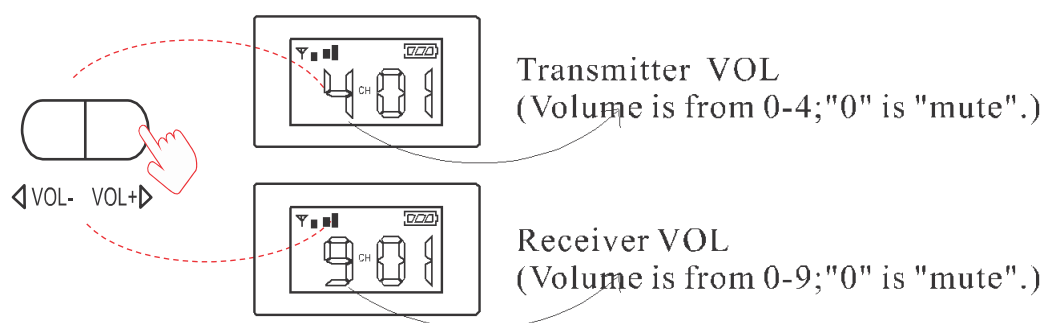 4 CH 01
Transmitter VOL
(Volume is from 0-4;"0" is "mute".)
VOL- VOL+
9 CH 01
Receiver VOL
(Volume is from 0-9;"0" is "mute".)